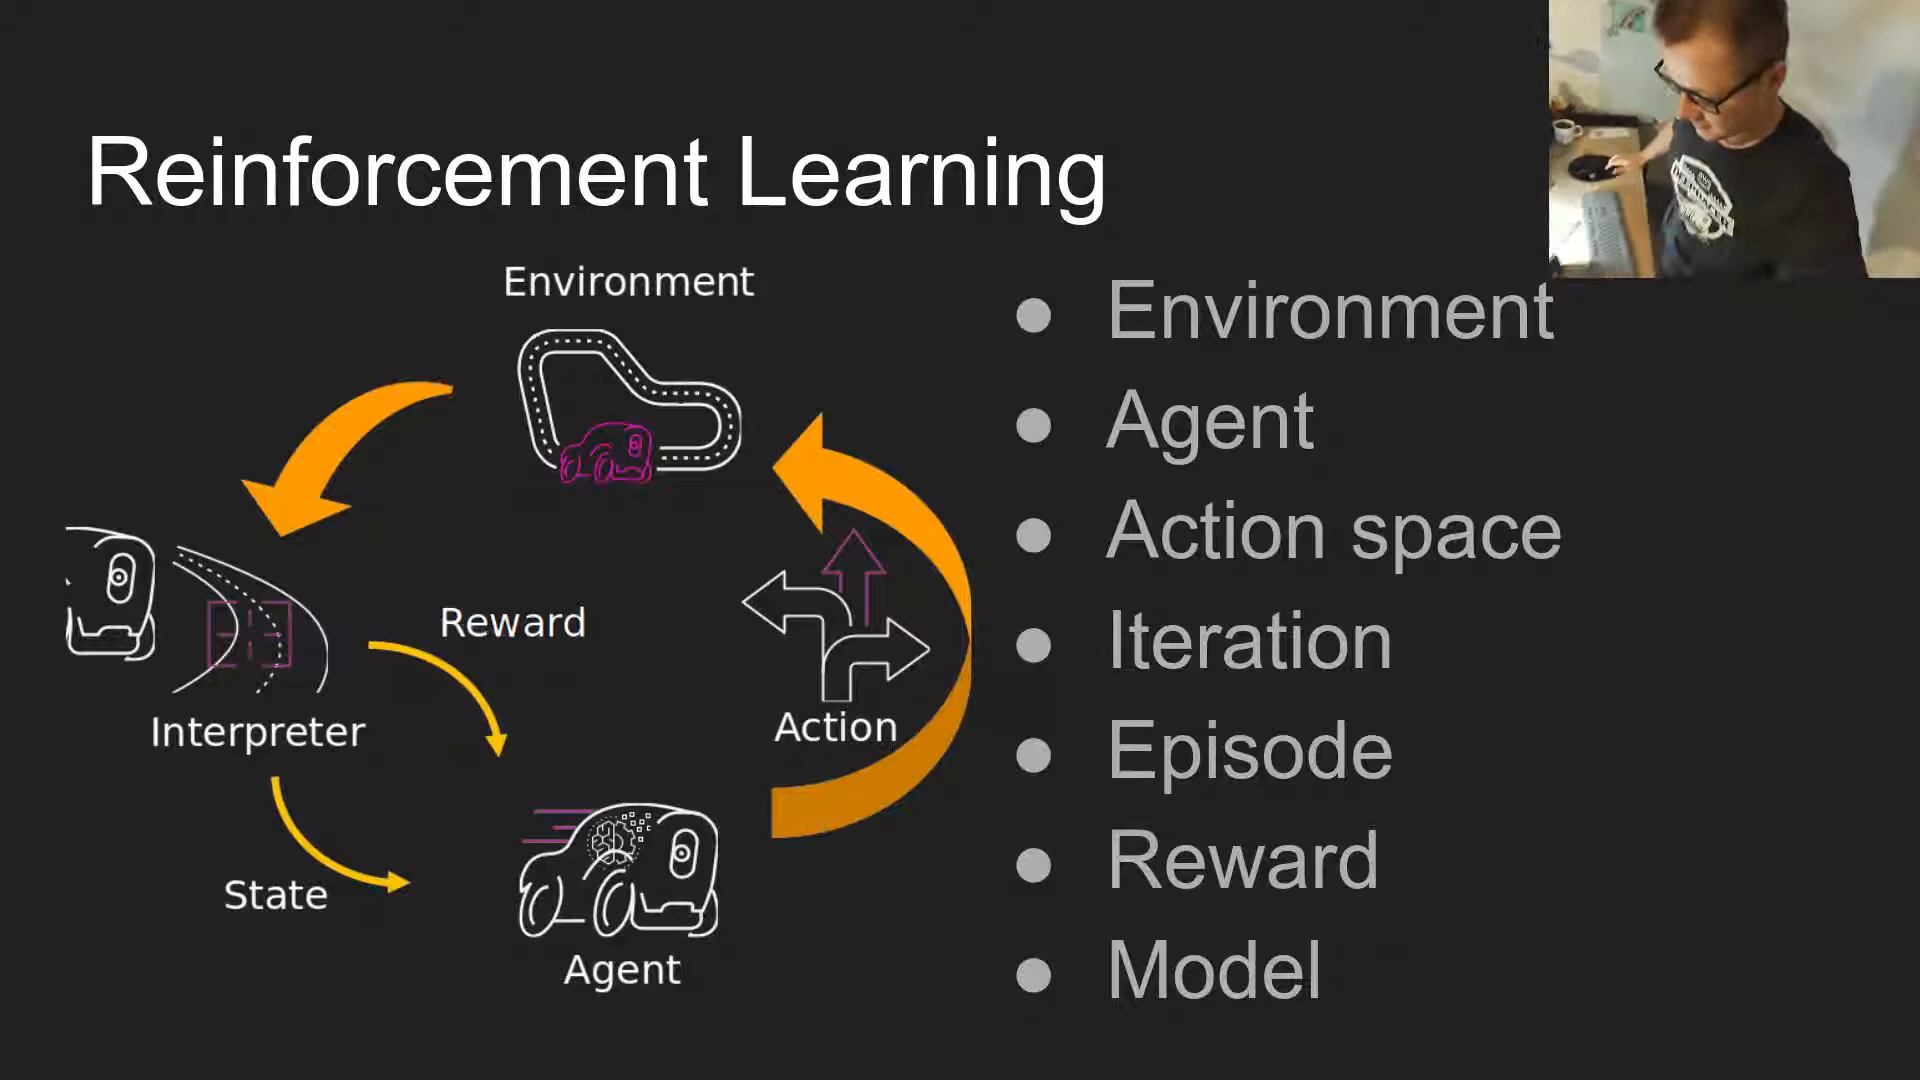 Reinforcement Learning
Environment
Reward
Interpreter
Action
State
Agent
Environment
Agent
Action space
Iteration
Episode
Reward
Model